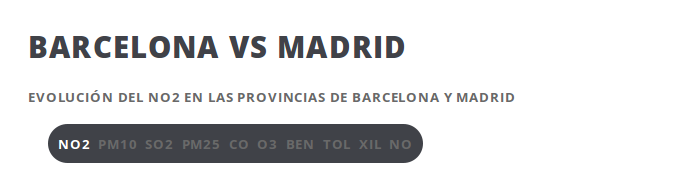 BARCELONA VS MADRID
EVOLUCIÓN DEL NO2 EN LAS PROVINCIAS DE BARCELONA Y MADRID
NO2 PM10 SO2 PM25 CO O3 BEN TOL XIL NO